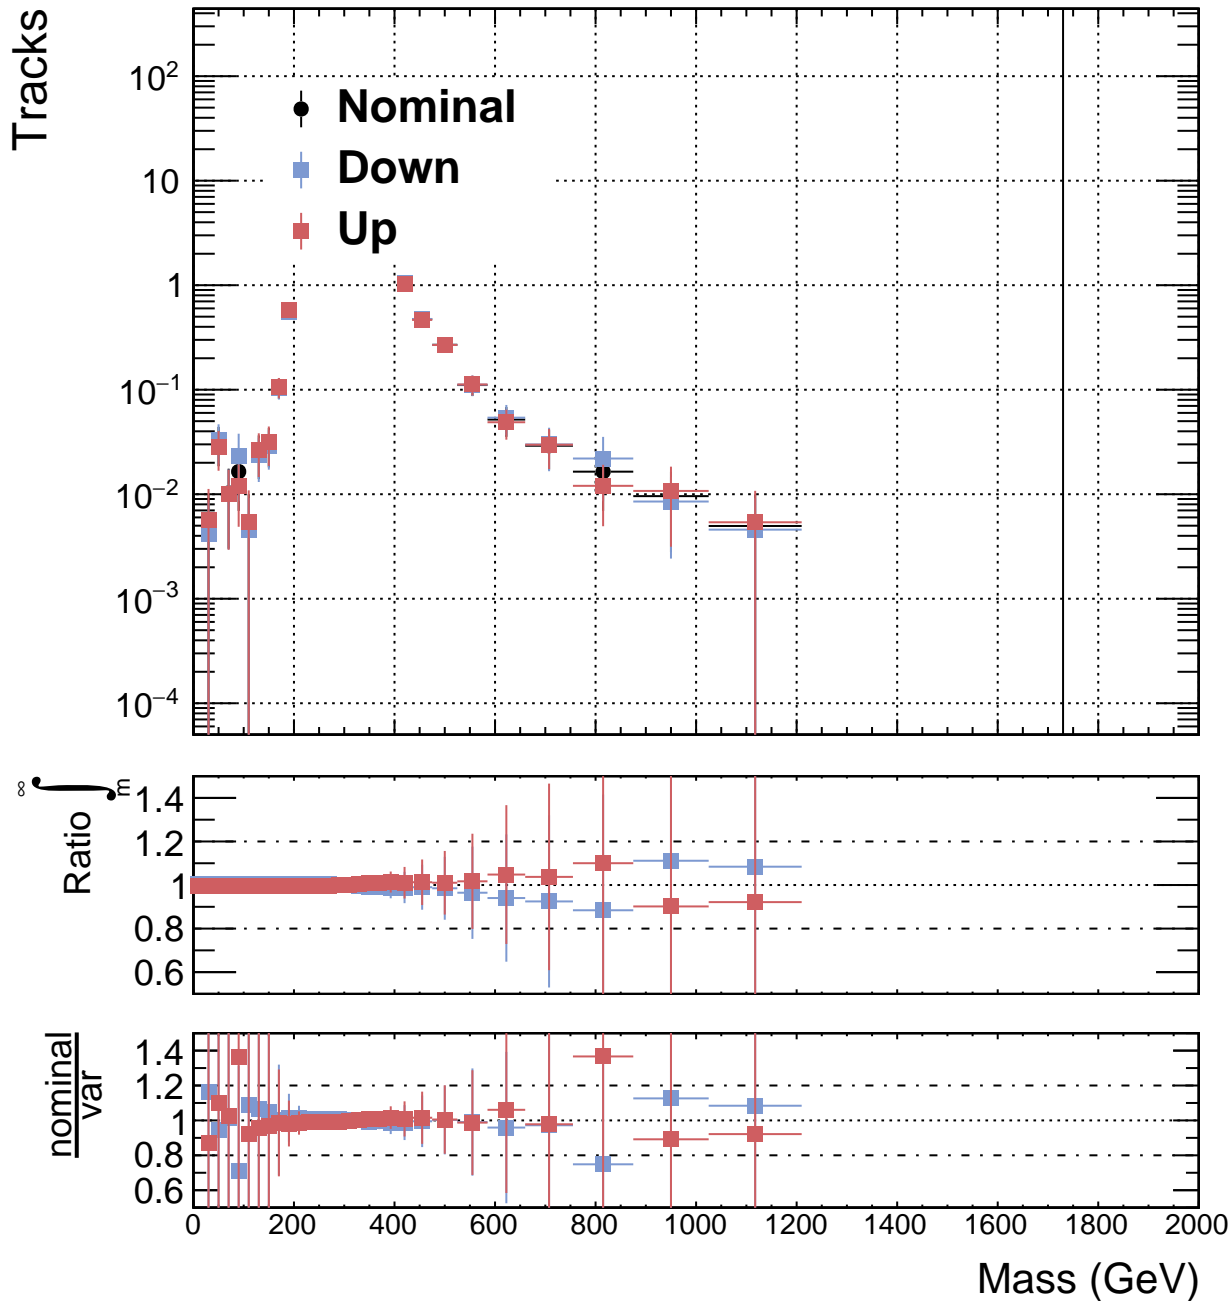 Tracks
10²
10
1
10⁻¹
10⁻²
10⁻³
10⁻⁴
Nominal
Down
Up
Ratio ∫ m ∞
1.4
1.2
1
0.8
0.6
nominal
var
1.4
1.2
1
0.8
0.6
0 200 400 600 800 1000 1200 1400 1600 1800 2000
Mass (GeV)